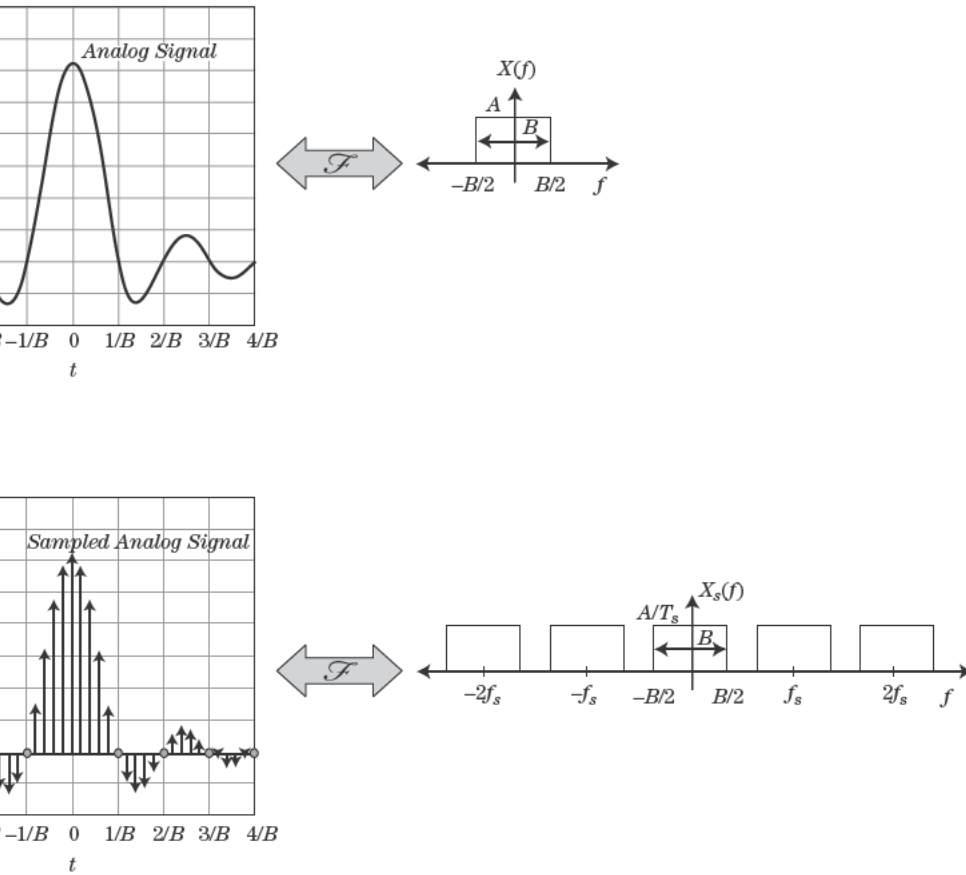 Analog Signal
–1/B 0 1/B 2/B 3/B 4/B
t
ℱ
X(f)
A
B
–B/2 B/2 f
Sampled Analog Signal
–1/B 0 1/B 2/B 3/B 4/B
t
ℱ
Xₛ(f)
A/Tₛ
B
–2fₛ –fₛ –B/2 B/2 fₛ 2fₛ f